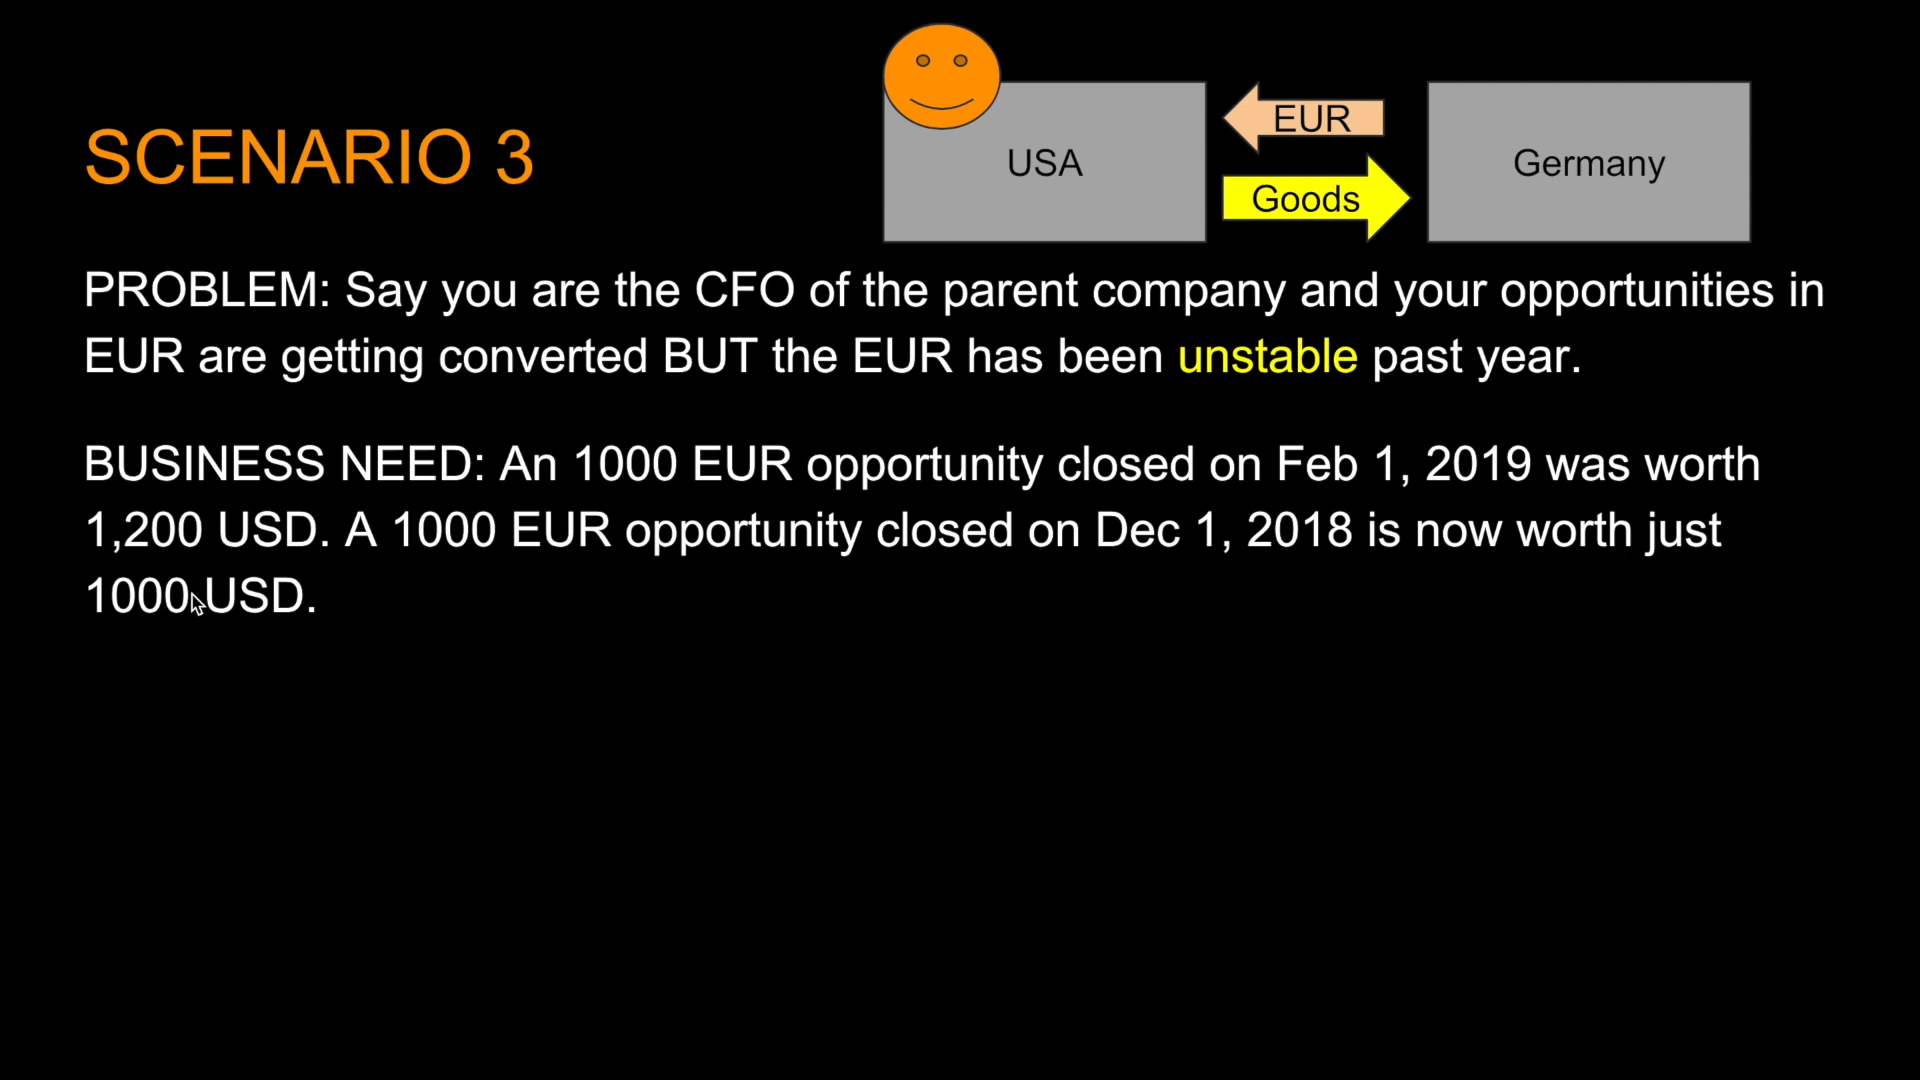 SCENARIO 3
USA
EUR
Goods
Germany
PROBLEM: Say you are the CFO of the parent company and your opportunities in
EUR are getting converted BUT the EUR has been unstable past year.
BUSINESS NEED: An 1000 EUR opportunity closed on Feb 1, 2019 was worth
1,200 USD. A 1000 EUR opportunity closed on Dec 1, 2018 is now worth just
1000 USD.